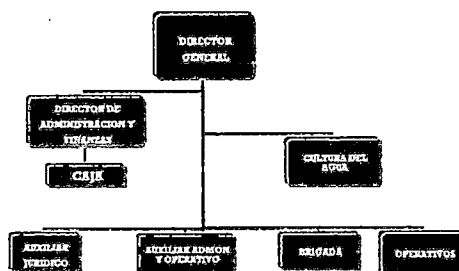 DIRECTOR
GENERAL
DIRECTOR DE
ADMINISTRACION Y
FINANZAS
CAJA
CULTURA DEL
AGUA
AUXILIAR
JURIDICO
AUXILIAR ADMON
Y OPERATIVO
BRIGADA
OPERATIVOS